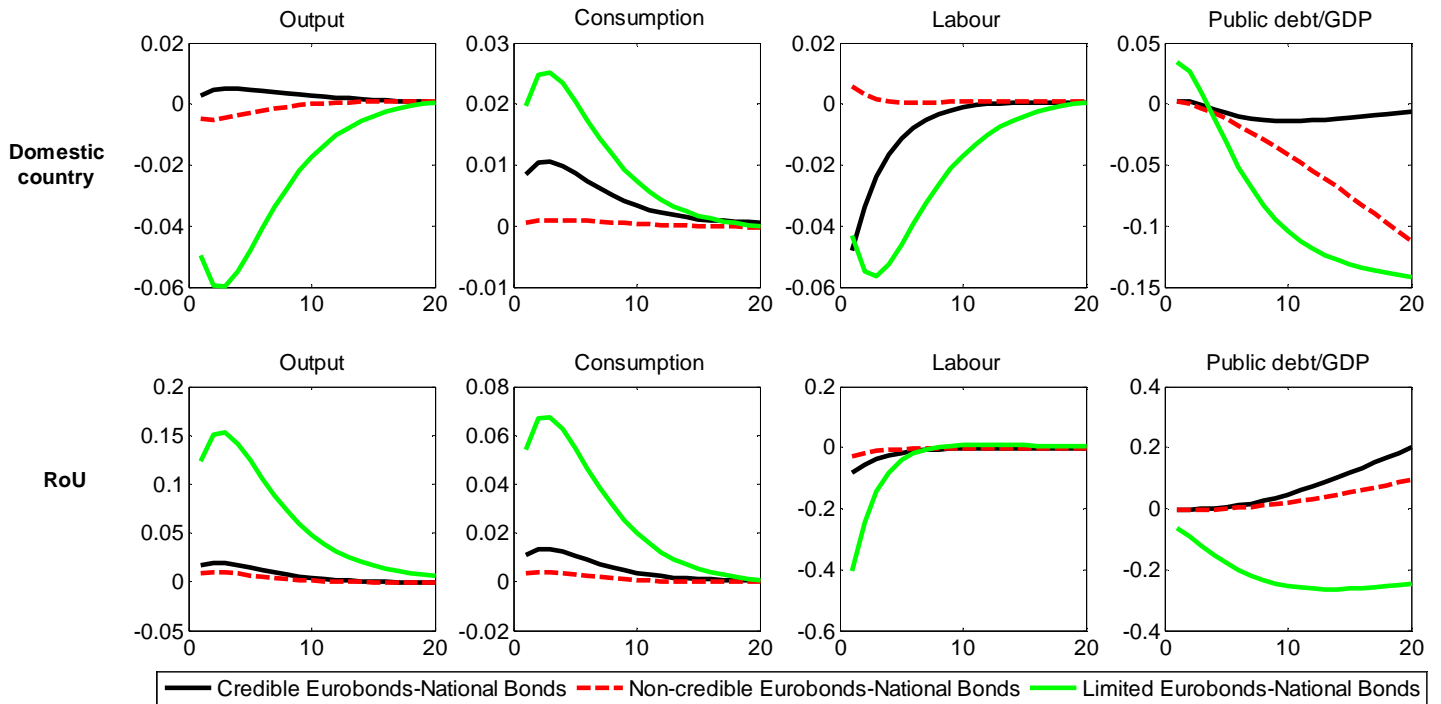 Output
Consumption
Labour
Public debt/GDP
0.02
0
-0.02
-0.04
-0.06
0 10 20
0.03
0.02
0.01
0
-0.01
0 10 20
0.02
0
-0.02
-0.04
-0.06
0 10 20
0.05
0
-0.05
-0.1
-0.15
0 10 20
Domestic
country
Output
Consumption
Labour
Public debt/GDP
0.2
0.15
0.1
0.05
0
-0.05
0 10 20
0.08
0.06
0.04
0.02
0
-0.02
0 10 20
0.2
0
-0.2
-0.4
-0.6
0 10 20
0.4
0.2
0
-0.2
-0.4
0 10 20
RoU
Credible Eurobonds-National Bonds
Non-credible Eurobonds-National Bonds
Limited Eurobonds-National Bonds